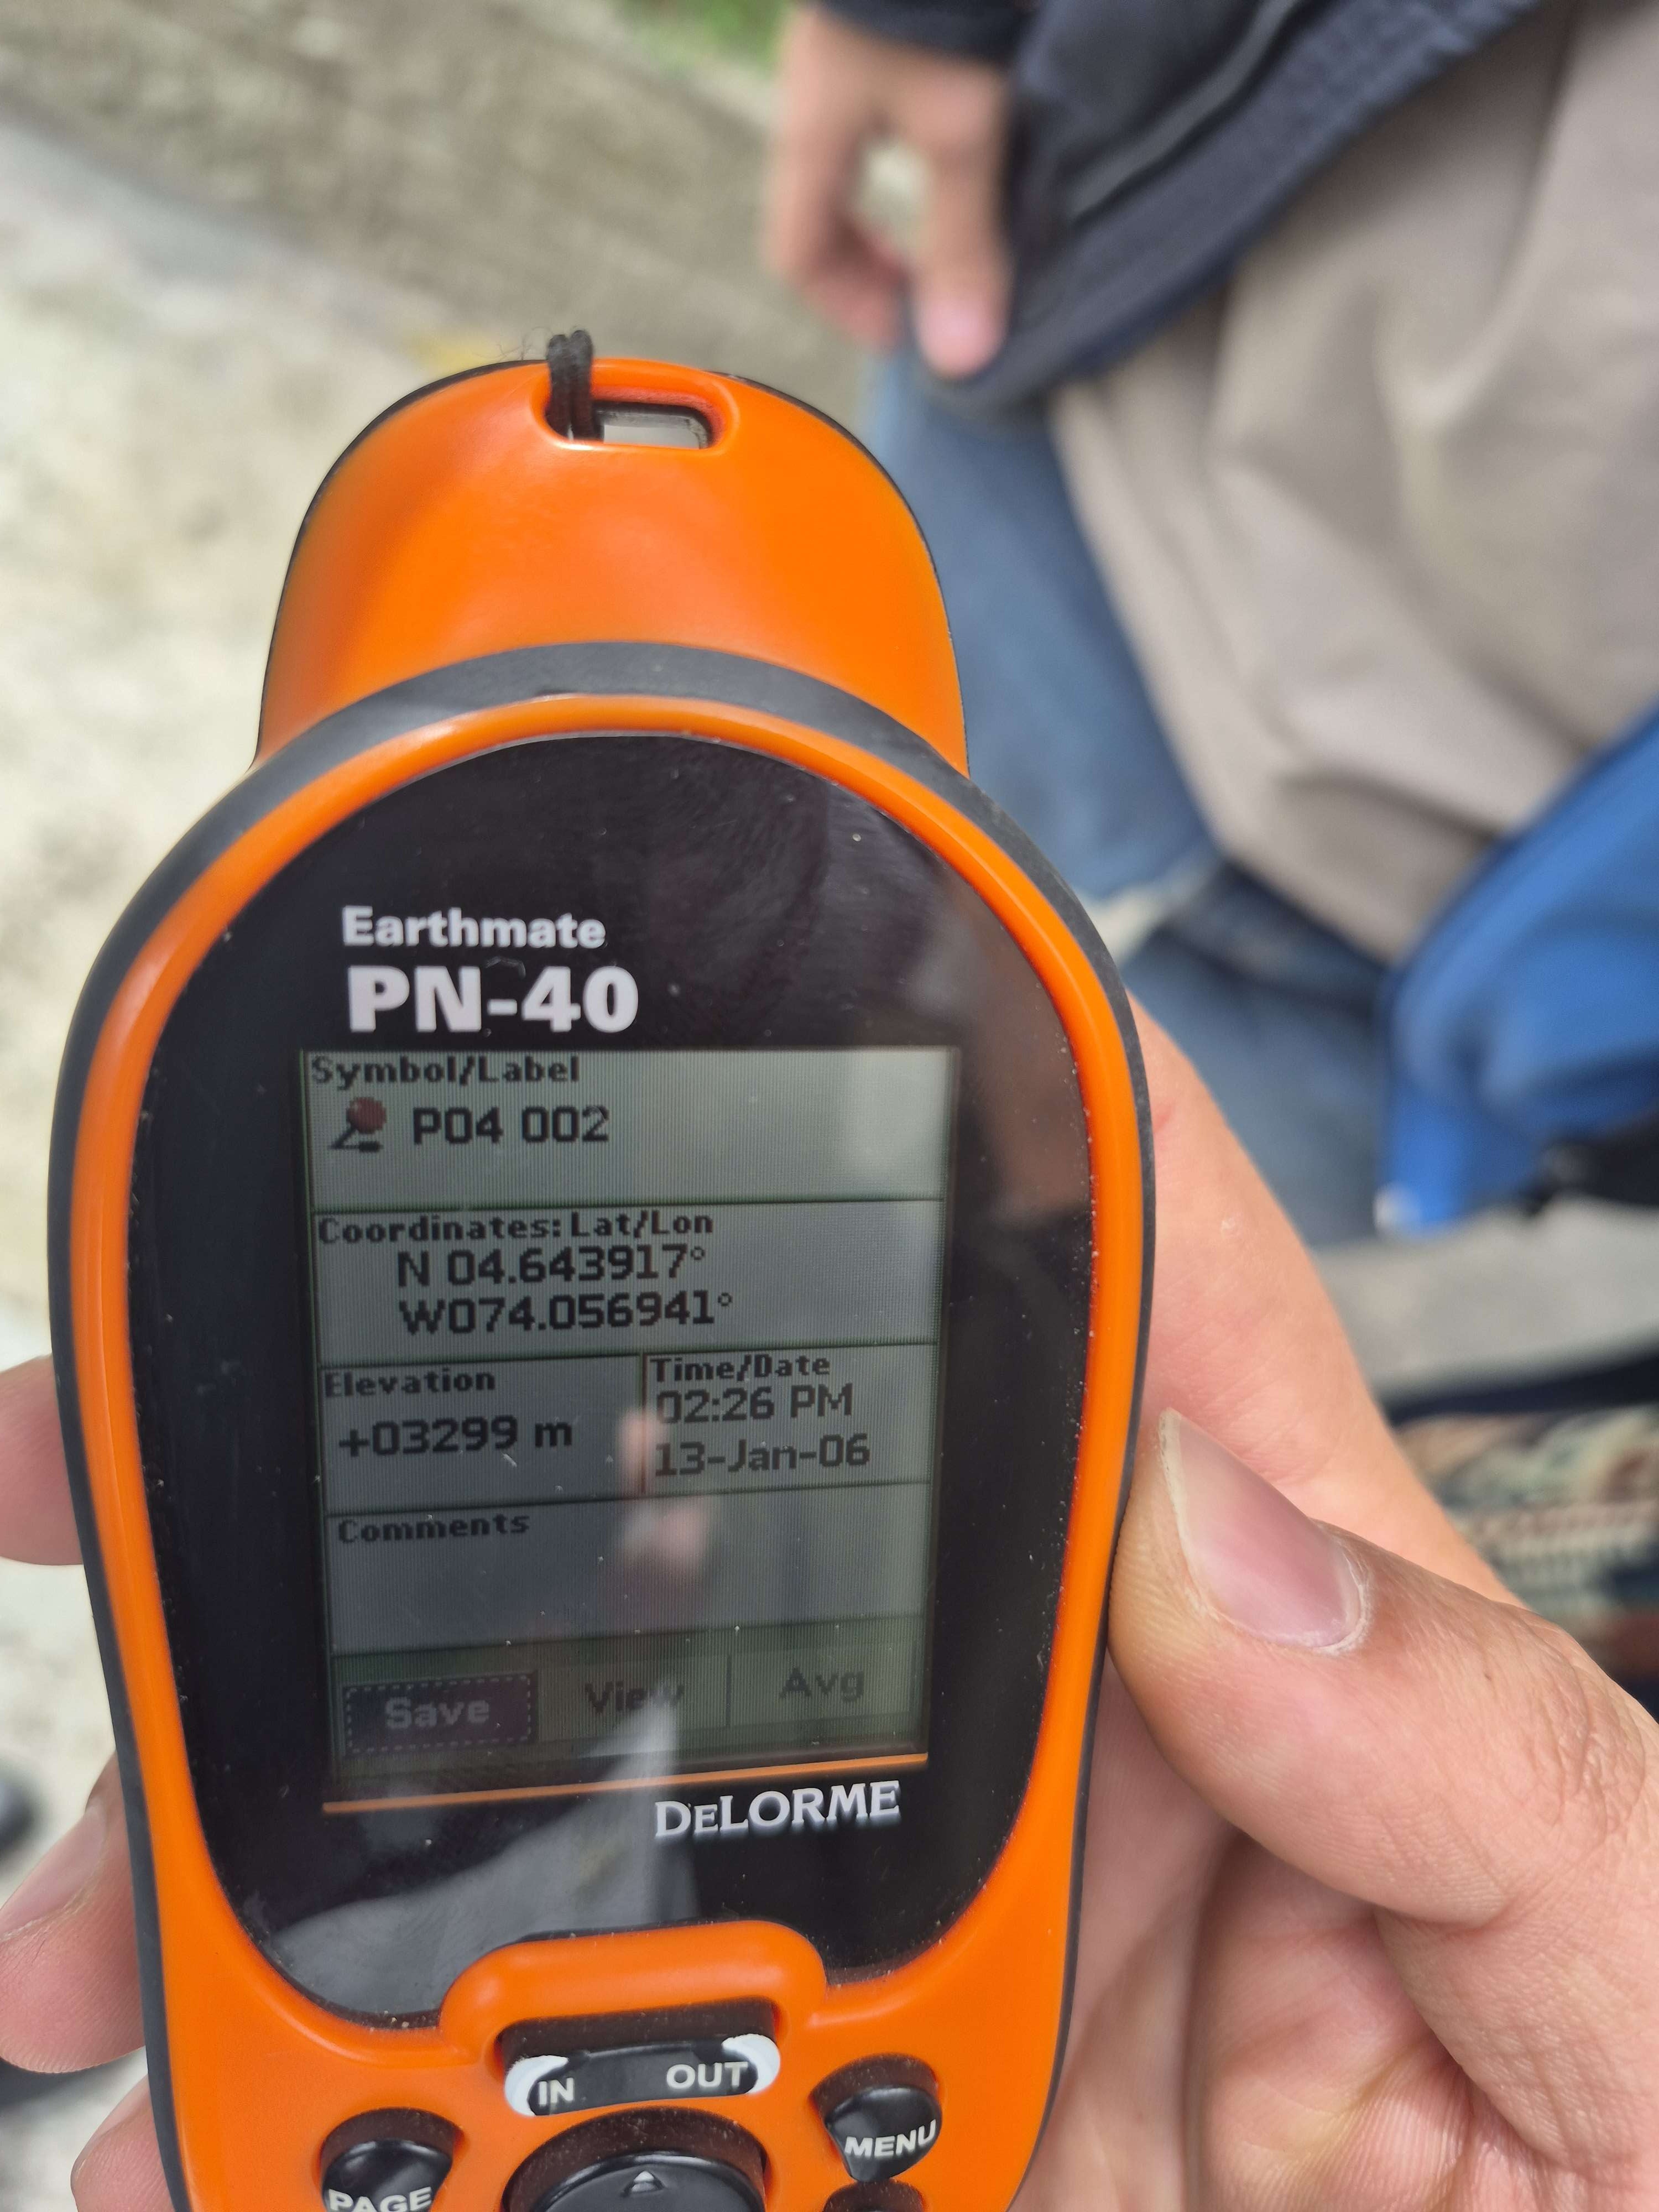 Earthmate
PN-40
Symbol/Label
P04 002
Coordinates: Lat/Lon
N 04.643917°
W074.056941°
Elevation
+03299 m
Time/Date
02:26 PM
13-Jan-06
Comments
Save View Avg
DELORME
IN OUT
MENU
PAGE